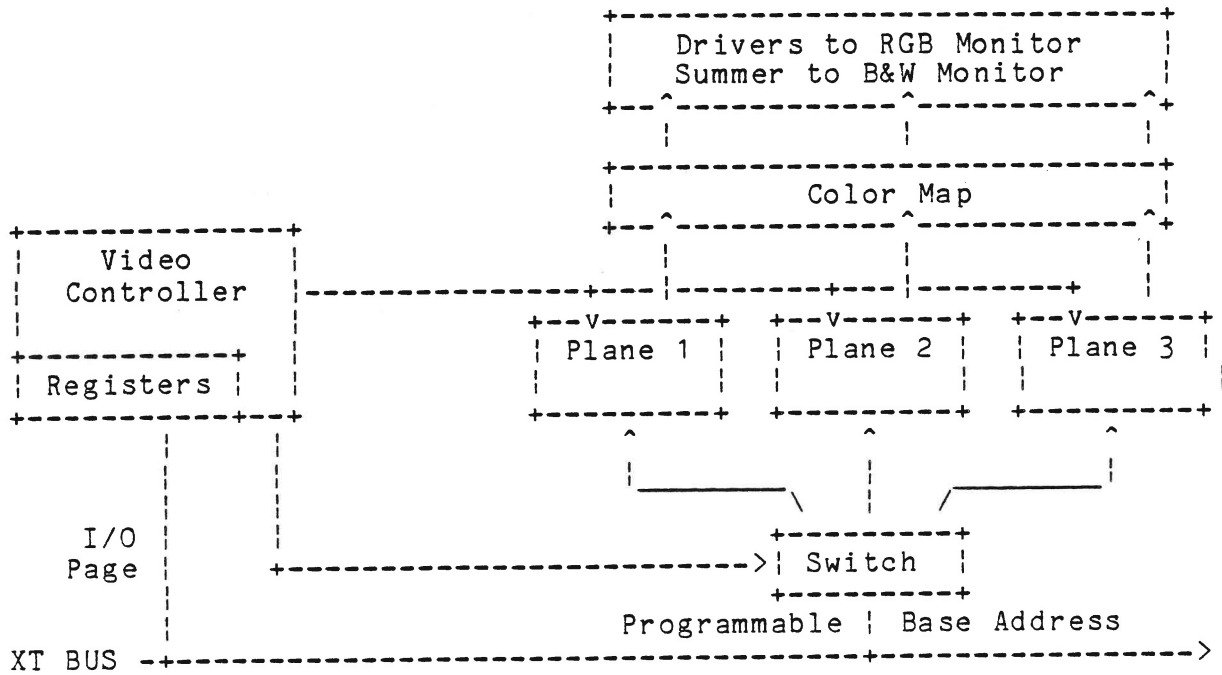 Drivers to RGB Monitor
Summer to B&W Monitor
Color Map
Video
Controller
Plane 1
Plane 2
Plane 3
Registers
I/O
Page
Switch
Programmable
Base Address
XT BUS